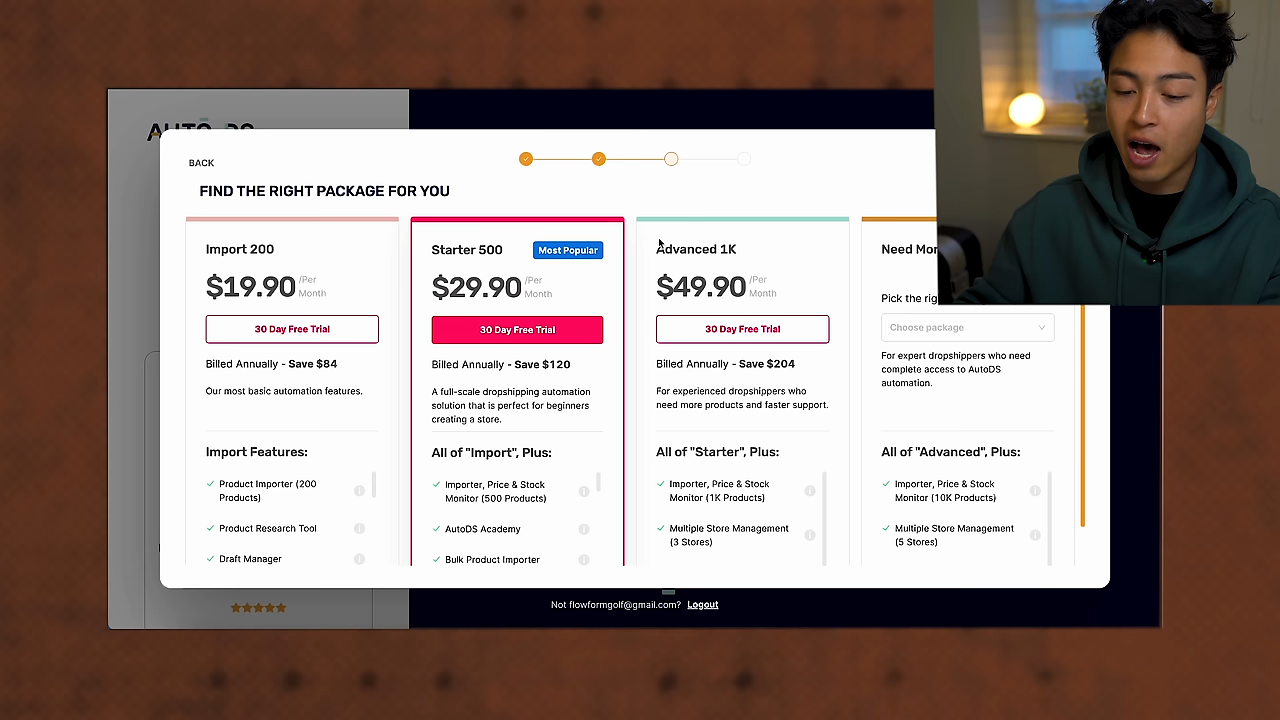 BACK
FIND THE RIGHT PACKAGE FOR YOU
Import 200
$19.90 /Per
Month
30 Day Free Trial
Billed Annually - Save $84
Our most basic automation features.
Import Features:
Product Importer (200
Products)
Product Research Tool
Draft Manager
Starter 500
Most Popular
$29.90 /Per
Month
30 Day Free Trial
Billed Annually - Save $120
A full-scale dropshipping automation
solution that is perfect for beginners
creating a store.
All of "Import", Plus:
Importer, Price & Stock
Monitor (500 Products)
AutoDS Academy
Bulk Product Importer
Advanced 1K
$49.90 /Per
Month
30 Day Free Trial
Billed Annually - Save $204
For experienced dropshippers who
need more products and faster support.
All of "Starter", Plus:
Importer, Price & Stock
Monitor (1K Products)
Multiple Store Management
(3 Stores)
Need
Pick the
Choose package
For expert dropshippers who need
complete access to AutoDS
automation.
All of "Advanced", Plus:
Importer, Price & Stock
Monitor (10K Products)
Multiple Store Management
(5 Stores)
Not flowformgolf@gmail.com? Logout